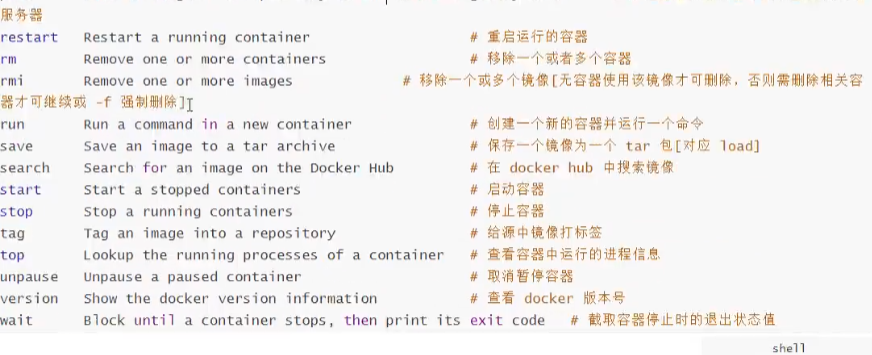 服务器
restart Restart a running container # 重启运行的容器
rm Remove one or more containers # 移除一个或者多个容器
rmi Remove one or more images # 移除一个或多个镜像[无容器使用该镜像才可删除，否则需删除相关容
器才可继续或 -f 强制删除]
run Run a command in a new container # 创建一个新的容器并运行一个命令
save Save an image to a tar archive # 保存一个镜像为一个 tar 包[对应 load]
search Search for an image on the Docker Hub # 在 docker hub 中搜索镜像
start Start a stopped containers # 启动容器
stop Stop a running containers # 停止容器
tag Tag an image into a repository # 给源中镜像打标签
top Lookup the running processes of a container # 查看容器中运行的进程信息
unpause Unpause a paused container # 取消暂停容器
version Show the docker version information # 查看 docker 版本号
wait Block until a container stops, then print its exit code # 截取容器停止时的退出状态值
shell